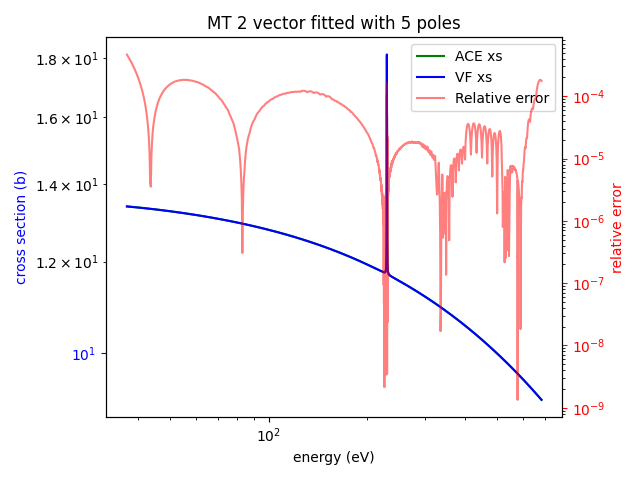 MT 2 vector fitted with 5 poles
ACE xs
VF xs
Relative error
1.8 × 10¹
1.6 × 10¹
1.4 × 10¹
1.2 × 10¹
10¹
cross section (b)
10⁻⁴
10⁻⁵
10⁻⁶
10⁻⁷
10⁻⁸
10⁻⁹
relative error
10²
energy (eV)